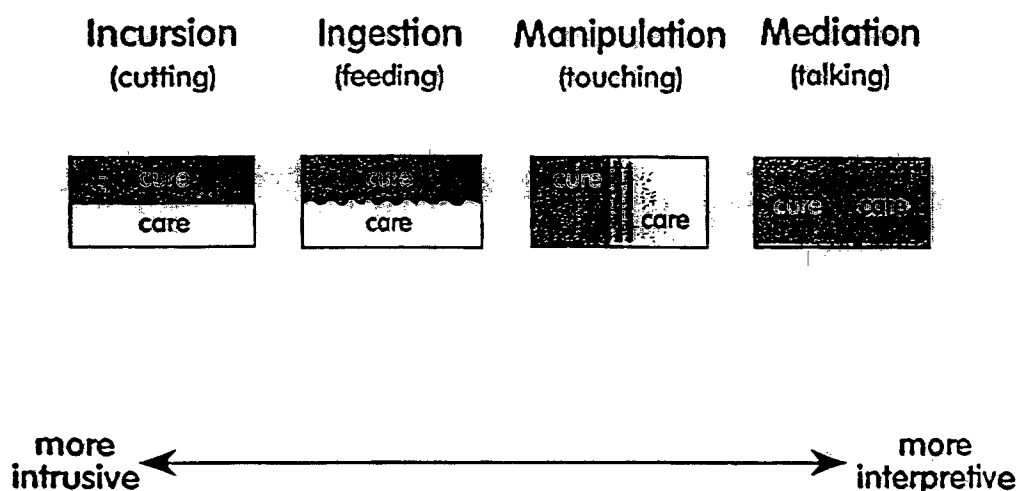 Incursion Ingestion Manipulation Mediation
(cutting) (feeding) (touching) (talking)
cure cure cure
care care care cure care
more intrusive
more interpretive